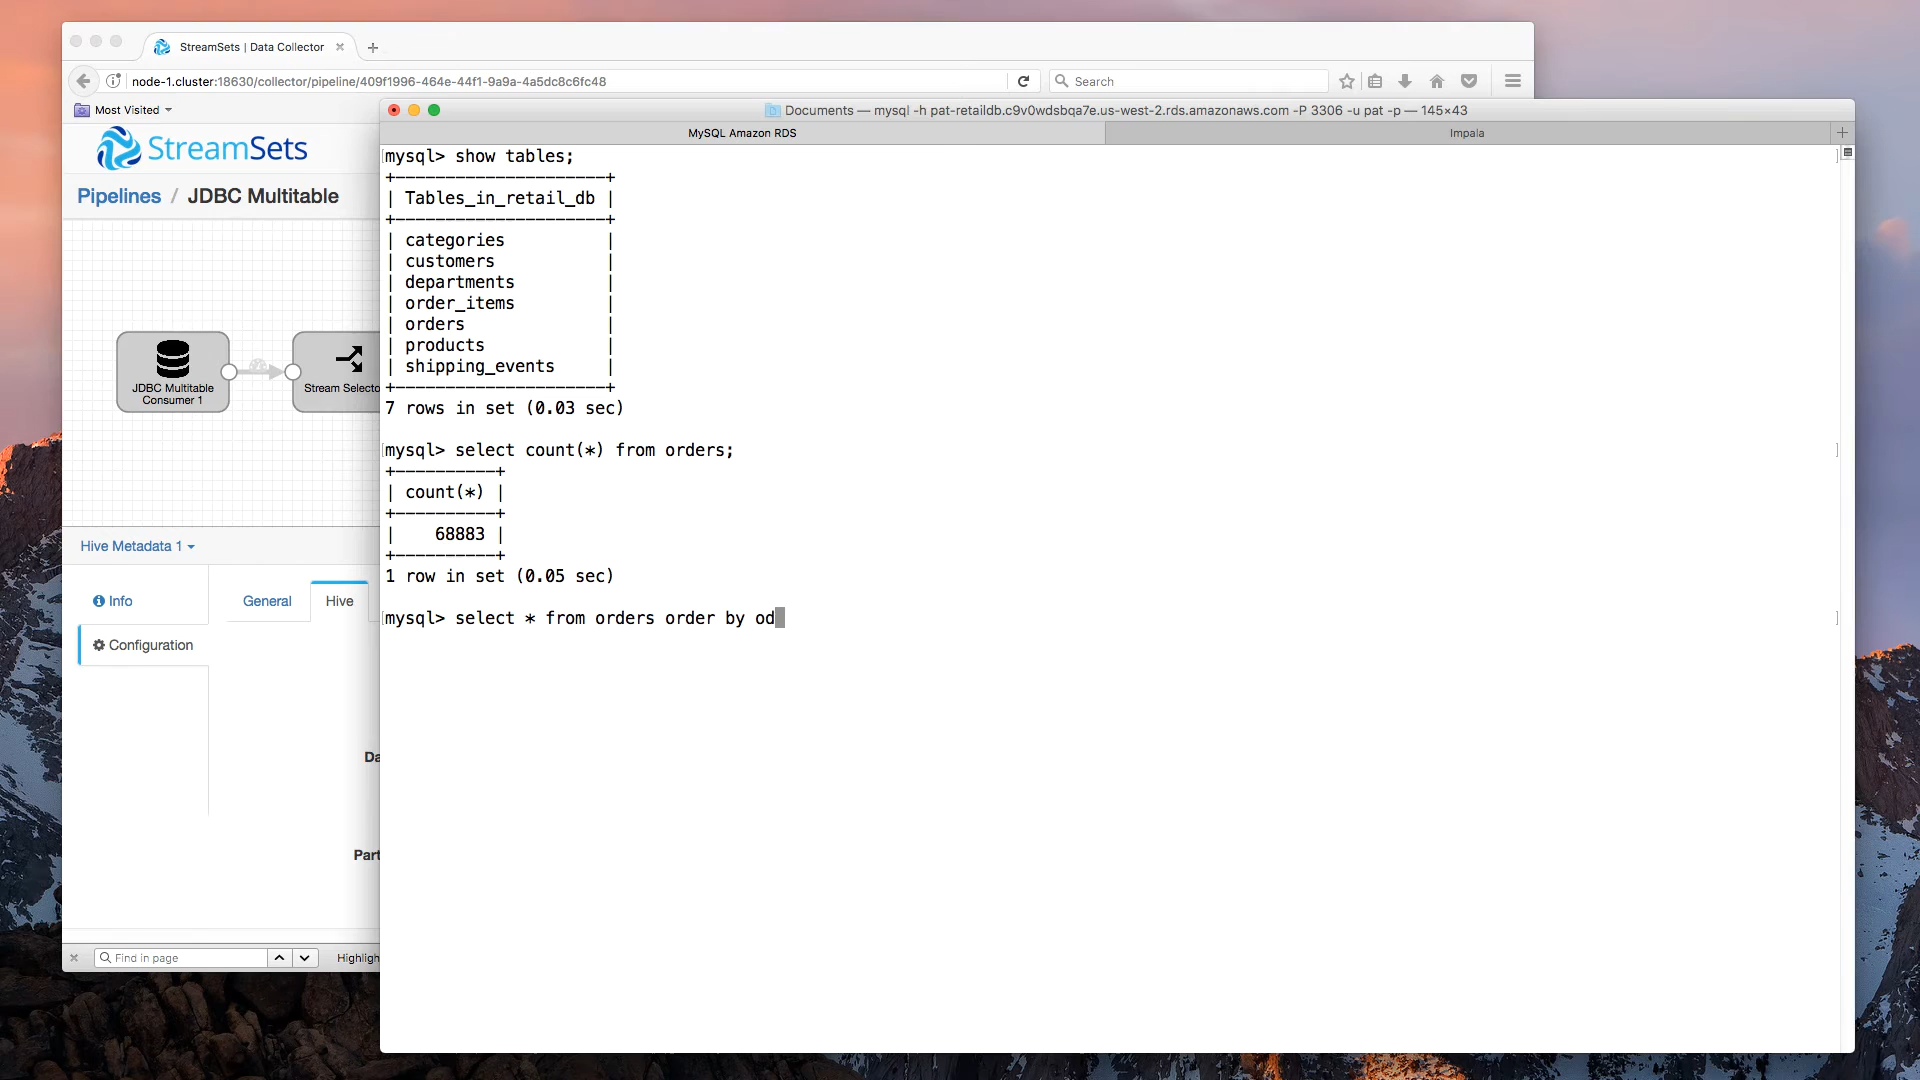 StreamSets | Data Collector
node-1.cluster:18630/collector/pipeline/409f1996-464e-44f1-9a9a-4a5dc8c6fc48
Search
Most Visited
Documents — mysql -h pat-retaildb.c9v0wdsbqa7e.us-west-2.rds.amazonaws.com -P 3306 -u pat -p — 145×43
MySQL Amazon RDS
Impala
StreamSets
Pipelines / JDBC Multitable
JDBC Multitable
Consumer 1
Stream Selecto
Hive Metadata 1
Info
General
Hive
Configuration
Da
Part
Find in page
Highligh
mysql> show tables;
+---------------------+
| Tables_in_retail_db |
+---------------------+
| categories          |
| customers           |
| departments         |
| order_items         |
| orders              |
| products            |
| shipping_events     |
+---------------------+
7 rows in set (0.03 sec)
mysql> select count(*) from orders;
+----------+
| count(*) |
+----------+
|    68883 |
+----------+
1 row in set (0.05 sec)
mysql> select * from orders order by od